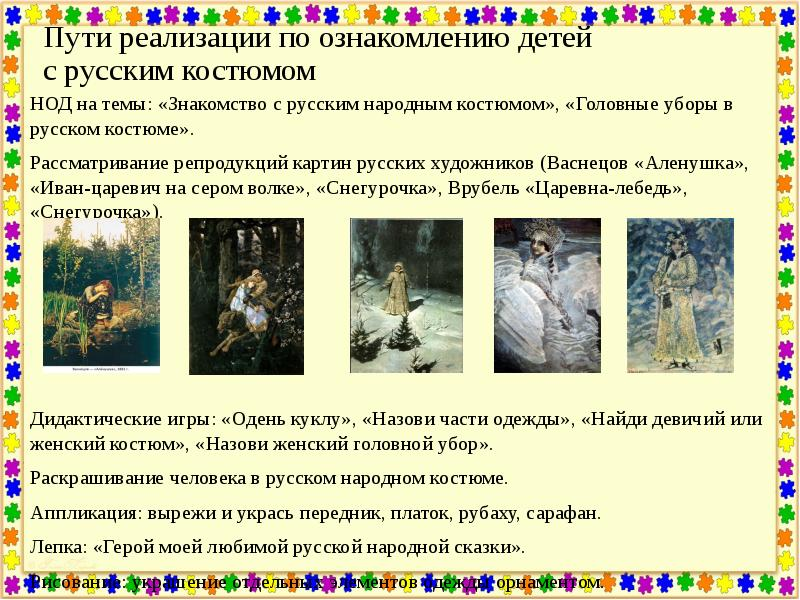 Пути реализации по ознакомлению детей
с русским костюмом
НОД на темы: «Знакомство с русским народным костюмом», «Головные уборы в
русском костюме».
Рассматривание репродукций картин русских художников (Васнецов «Аленушка»,
«Иван-царевич на сером волке», «Снегурочка», Врубель «Царевна-лебедь»,
«Снегурочка»).
Дидактические игры: «Одень куклу», «Назови части одежды», «Найди девичий или
женский костюм», «Назови женский головной убор».
Раскрашивание человека в русском народном костюме.
Аппликация: вырежи и укрась передник, платок, рубаху, сарафан.
Лепка: «Герой моей любимой русской народной сказки».
Рисование: украшение отдельных элементов одежды орнаментом.